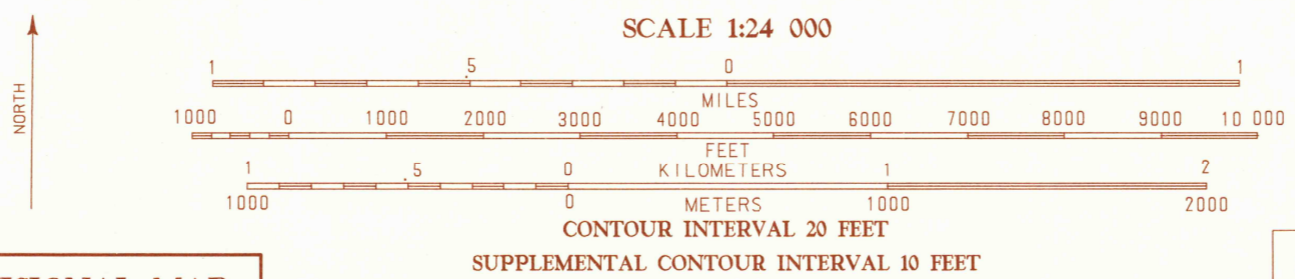 SCALE 1:24 000
NORTH
1 .5 0 1
MILES
1000 0 1000 2000 3000 4000 5000 6000 7000 8000 9000 10 000
FEET
1 .5 0 KILOMETERS 1 2
1000 0 METERS 1000 2000
CONTOUR INTERVAL 20 FEET
SUPPLEMENTAL CONTOUR INTERVAL 10 FEET